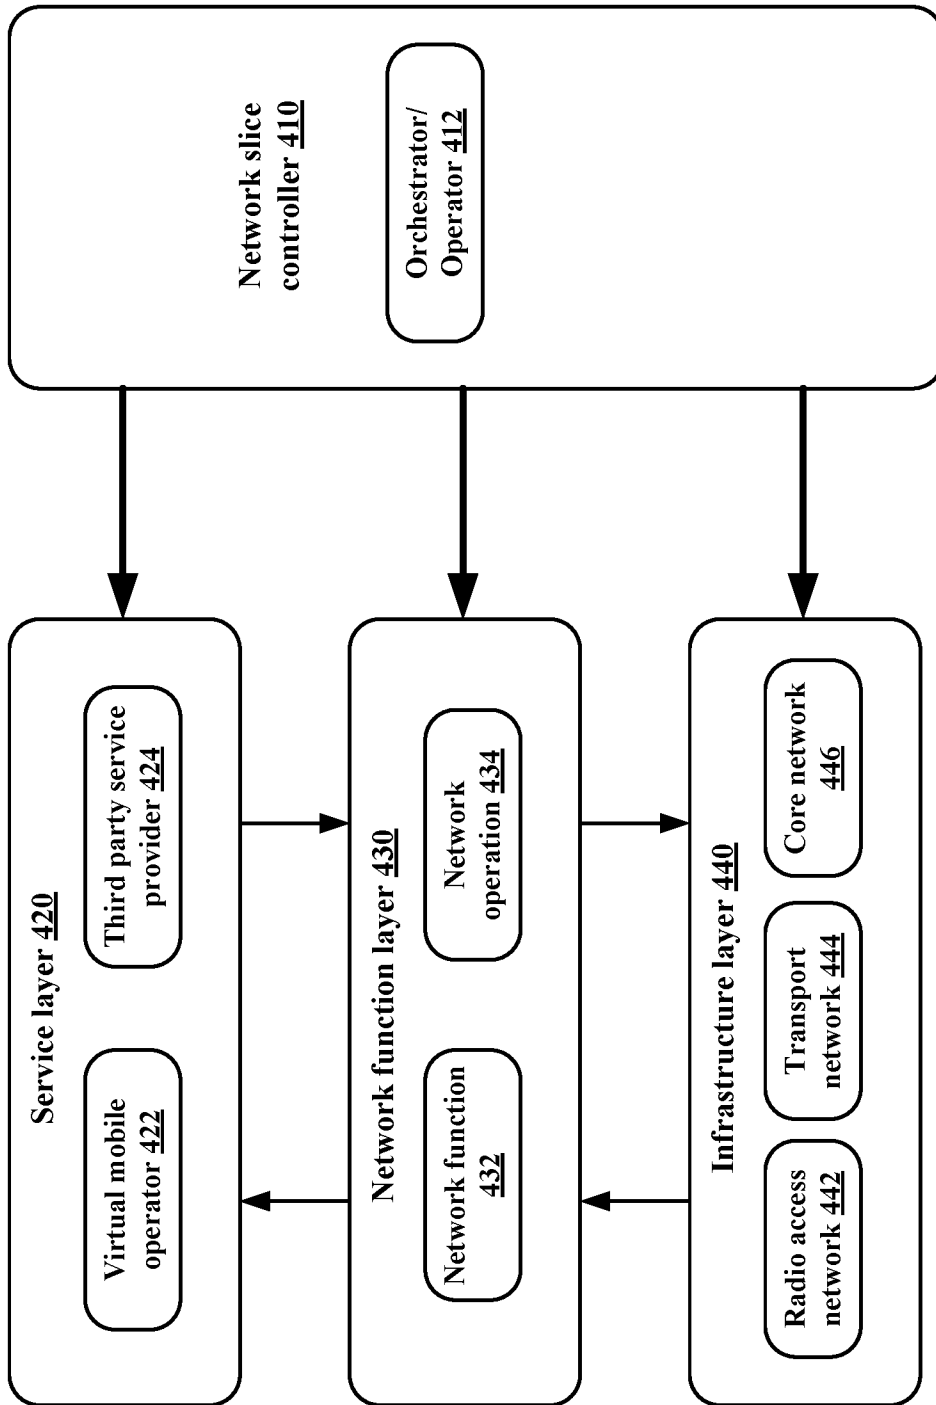 Service layer 420
Virtual mobile
operator 422
Third party service
provider 424
Network function layer 430
Network function
432
Network
operation 434
Infrastructure layer 440
Radio access
network 442
Transport
network 444
Core network
446
Network slice
controller 410
Orchestrator/
Operator 412